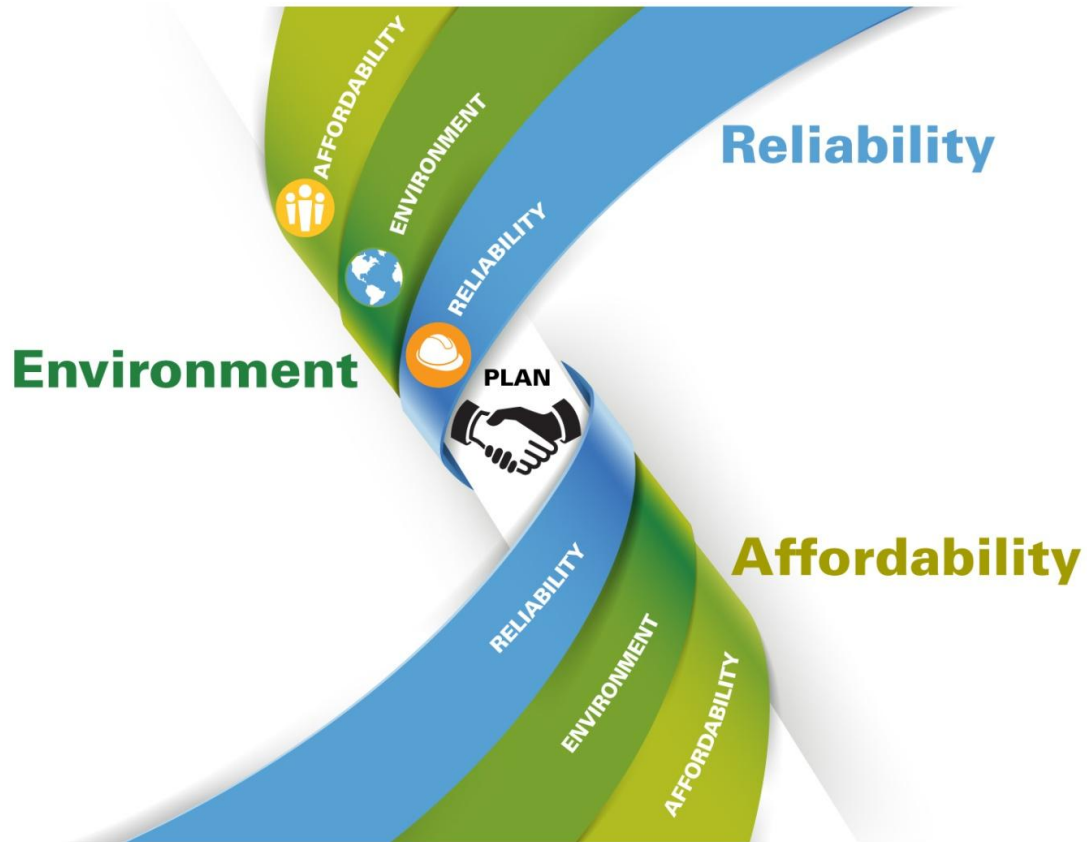 AFFORDABILITY
ENVIRONMENT
Reliability
RELIABILITY
Environment
PLAN
Affordability
RELIABILITY
ENVIRONMENT
AFFORDABILITY